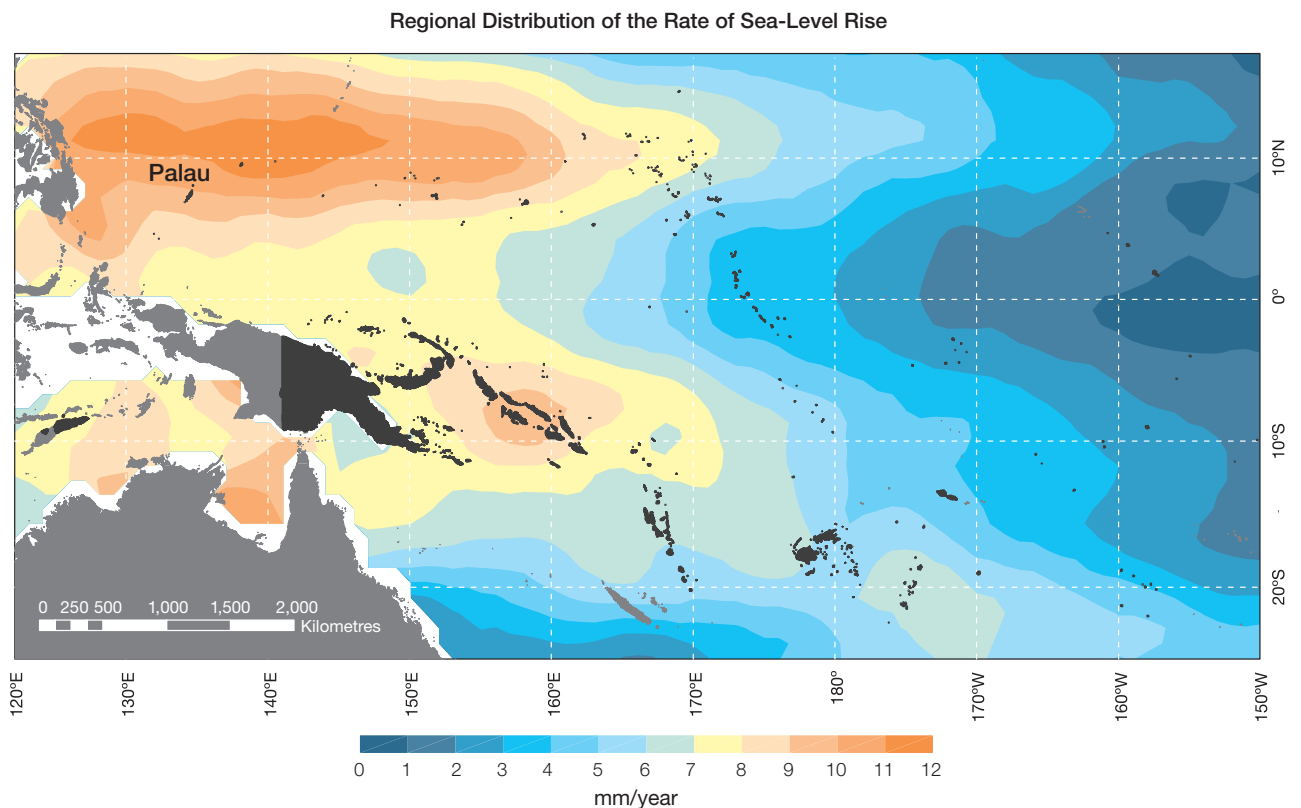 Regional Distribution of the Rate of Sea-Level Rise
Palau
10°N
0°
10°S
20°S
0 250 500 1,000 1,500 2,000
Kilometres
120°E 130°E 140°E 150°E 160°E 170°E 180° 170°W 160°W 150°W
0 1 2 3 4 5 6 7 8 9 10 11 12
mm/year